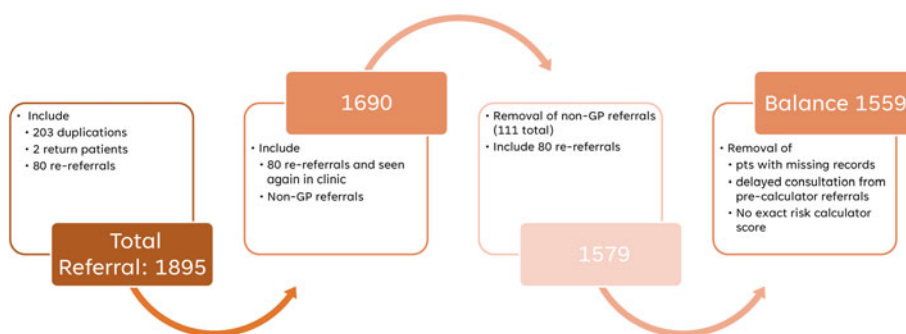 • Include
• 203 duplications
• 2 return patients
• 80 re-referrals
Total
Referral: 1895
1690
• Include
• 80 re-referrals and seen
again in clinic
• Non-GP referrals
• Removal of non-GP referrals
(111 total)
• Include 80 re-referrals
1579
Balance 1559
• Removal of
• pts with missing records
• delayed consultation from
pre-calculator referrals
• No exact risk calculator
score